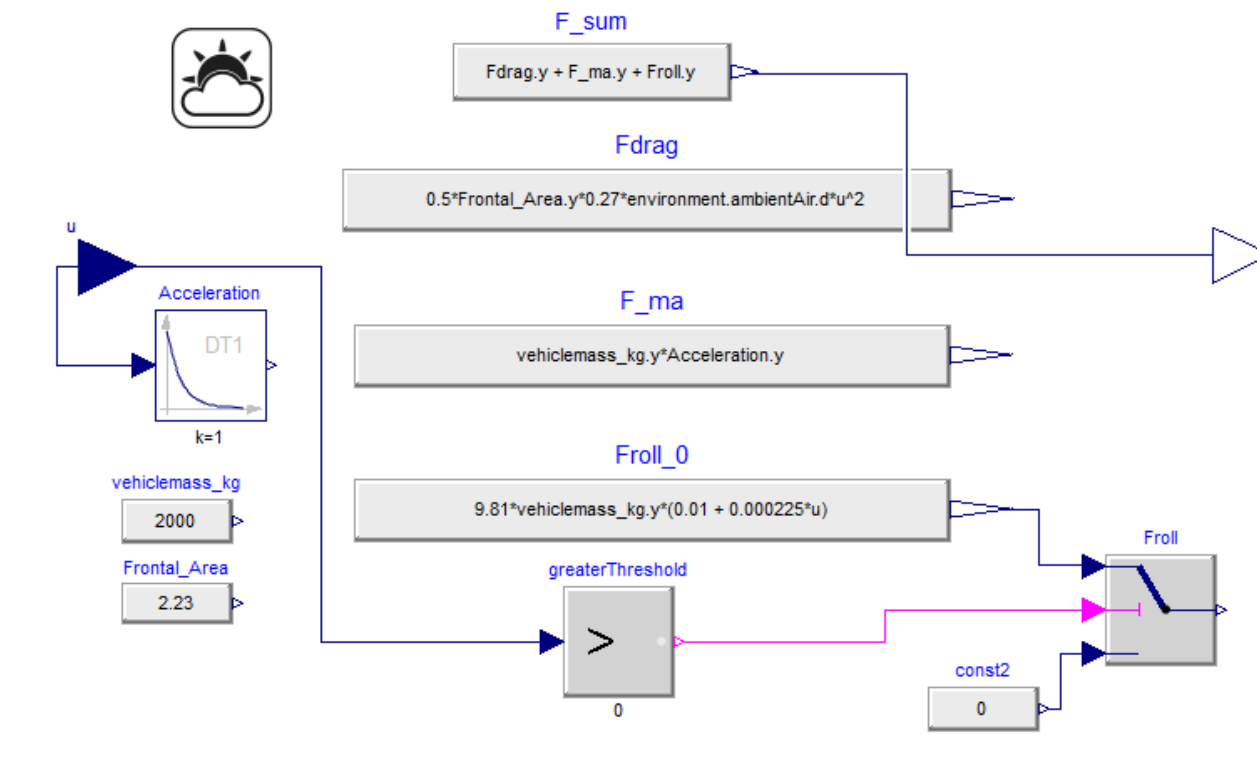 F_sum
Fdrag.y + F_ma.y + Froll.y
Fdrag
0.5*Frontal_Area.y*0.27*environment.ambientAir.d*u^2
u
Acceleration
DT1
k=1
F_ma
vehiclemass_kg.y*Acceleration.y
Froll_0
9.81*vehiclemass_kg.y*(0.01 + 0.000225*u)
vehiclemass_kg
2000
Frontal_Area
2.23
greaterThreshold
>
0
Froll
const2
0